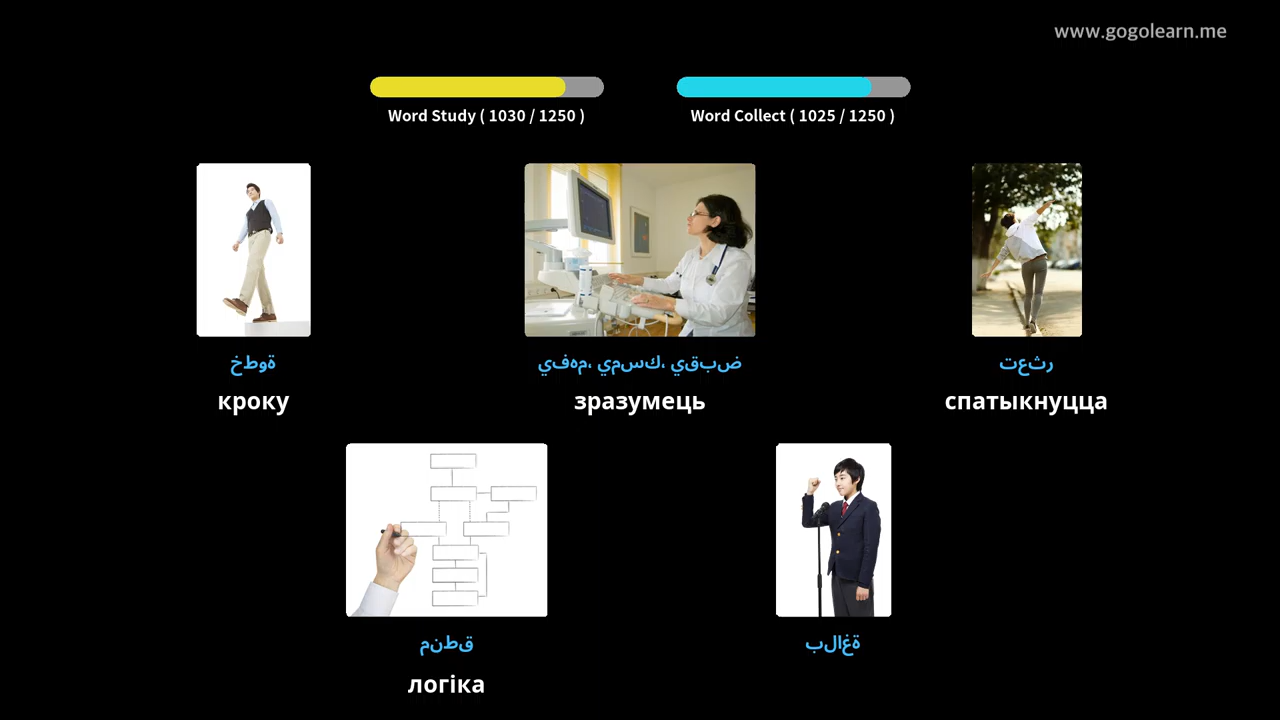 www.gogolearn.me
Word Study ( 1030 / 1250 )
Word Collect ( 1025 / 1250 )
خطوة
يفهم، يمسك، يقبض
تعثر
кроку
зразумець
спатыкнуцца
منطق
بلاغة
логіка